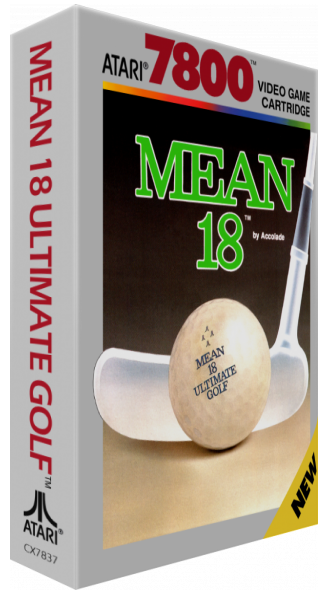 MEAN 18 ULTIMATE GOLF™
ATARI®
CX7837
ATARI® 7800™
VIDEO GAME
CARTRIDGE
MEAN
18™
by Accolade
MEAN
18
ULTIMATE
GOLF
NEW